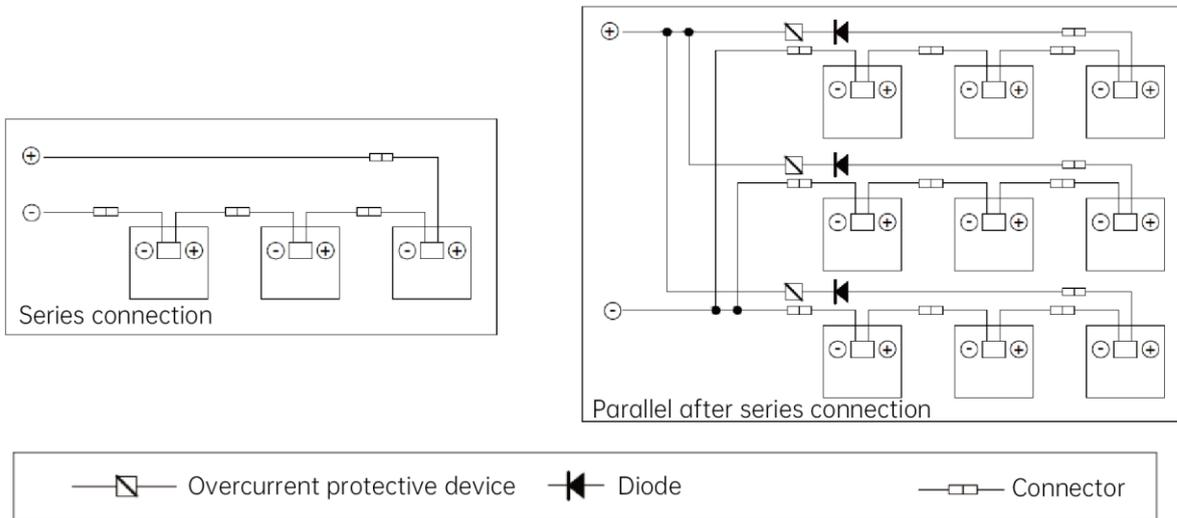 Series connection
Parallel after series connection
Overcurrent protective device
Diode
Connector